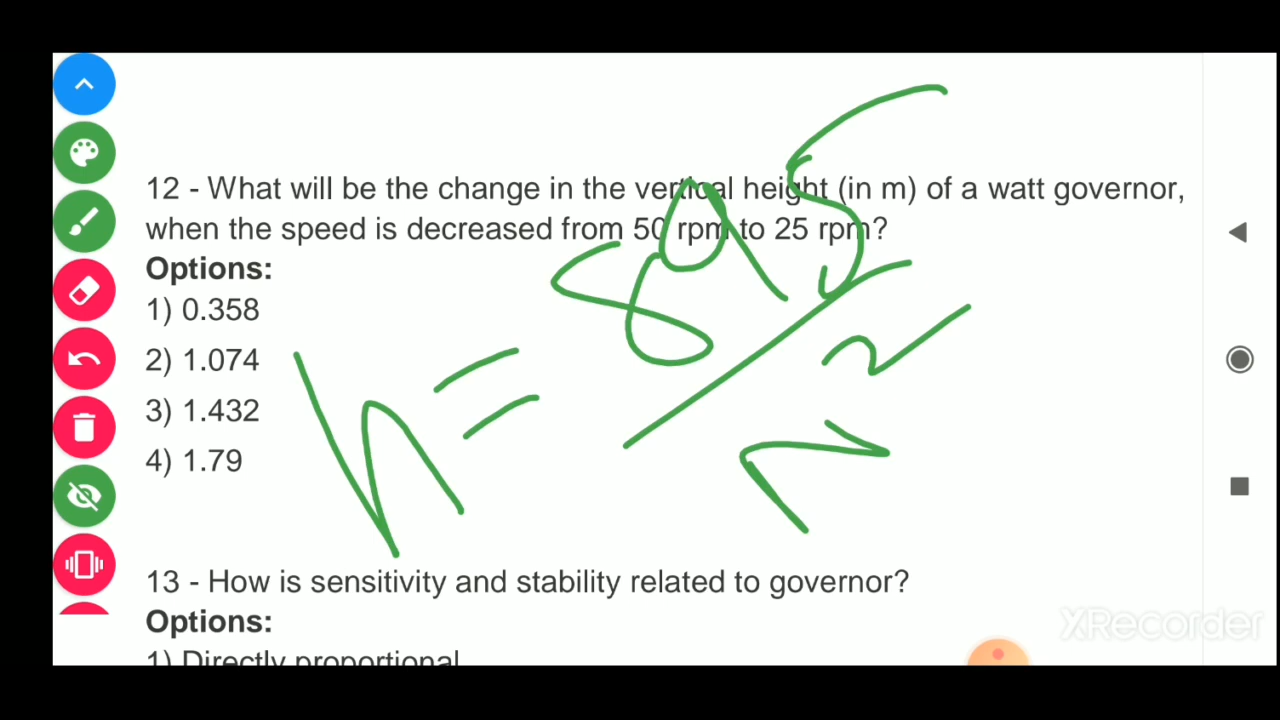 12 - What will be the change in the vertical height (in m) of a watt governor,
when the speed is decreased from 50 rpm to 25 rpm?
Options:
1) 0.358
2) 1.074
3) 1.432
4) 1.79
h = 895
N²
13 - How is sensitivity and stability related to governor?
Options:
1) Directly proportional
XRecorder